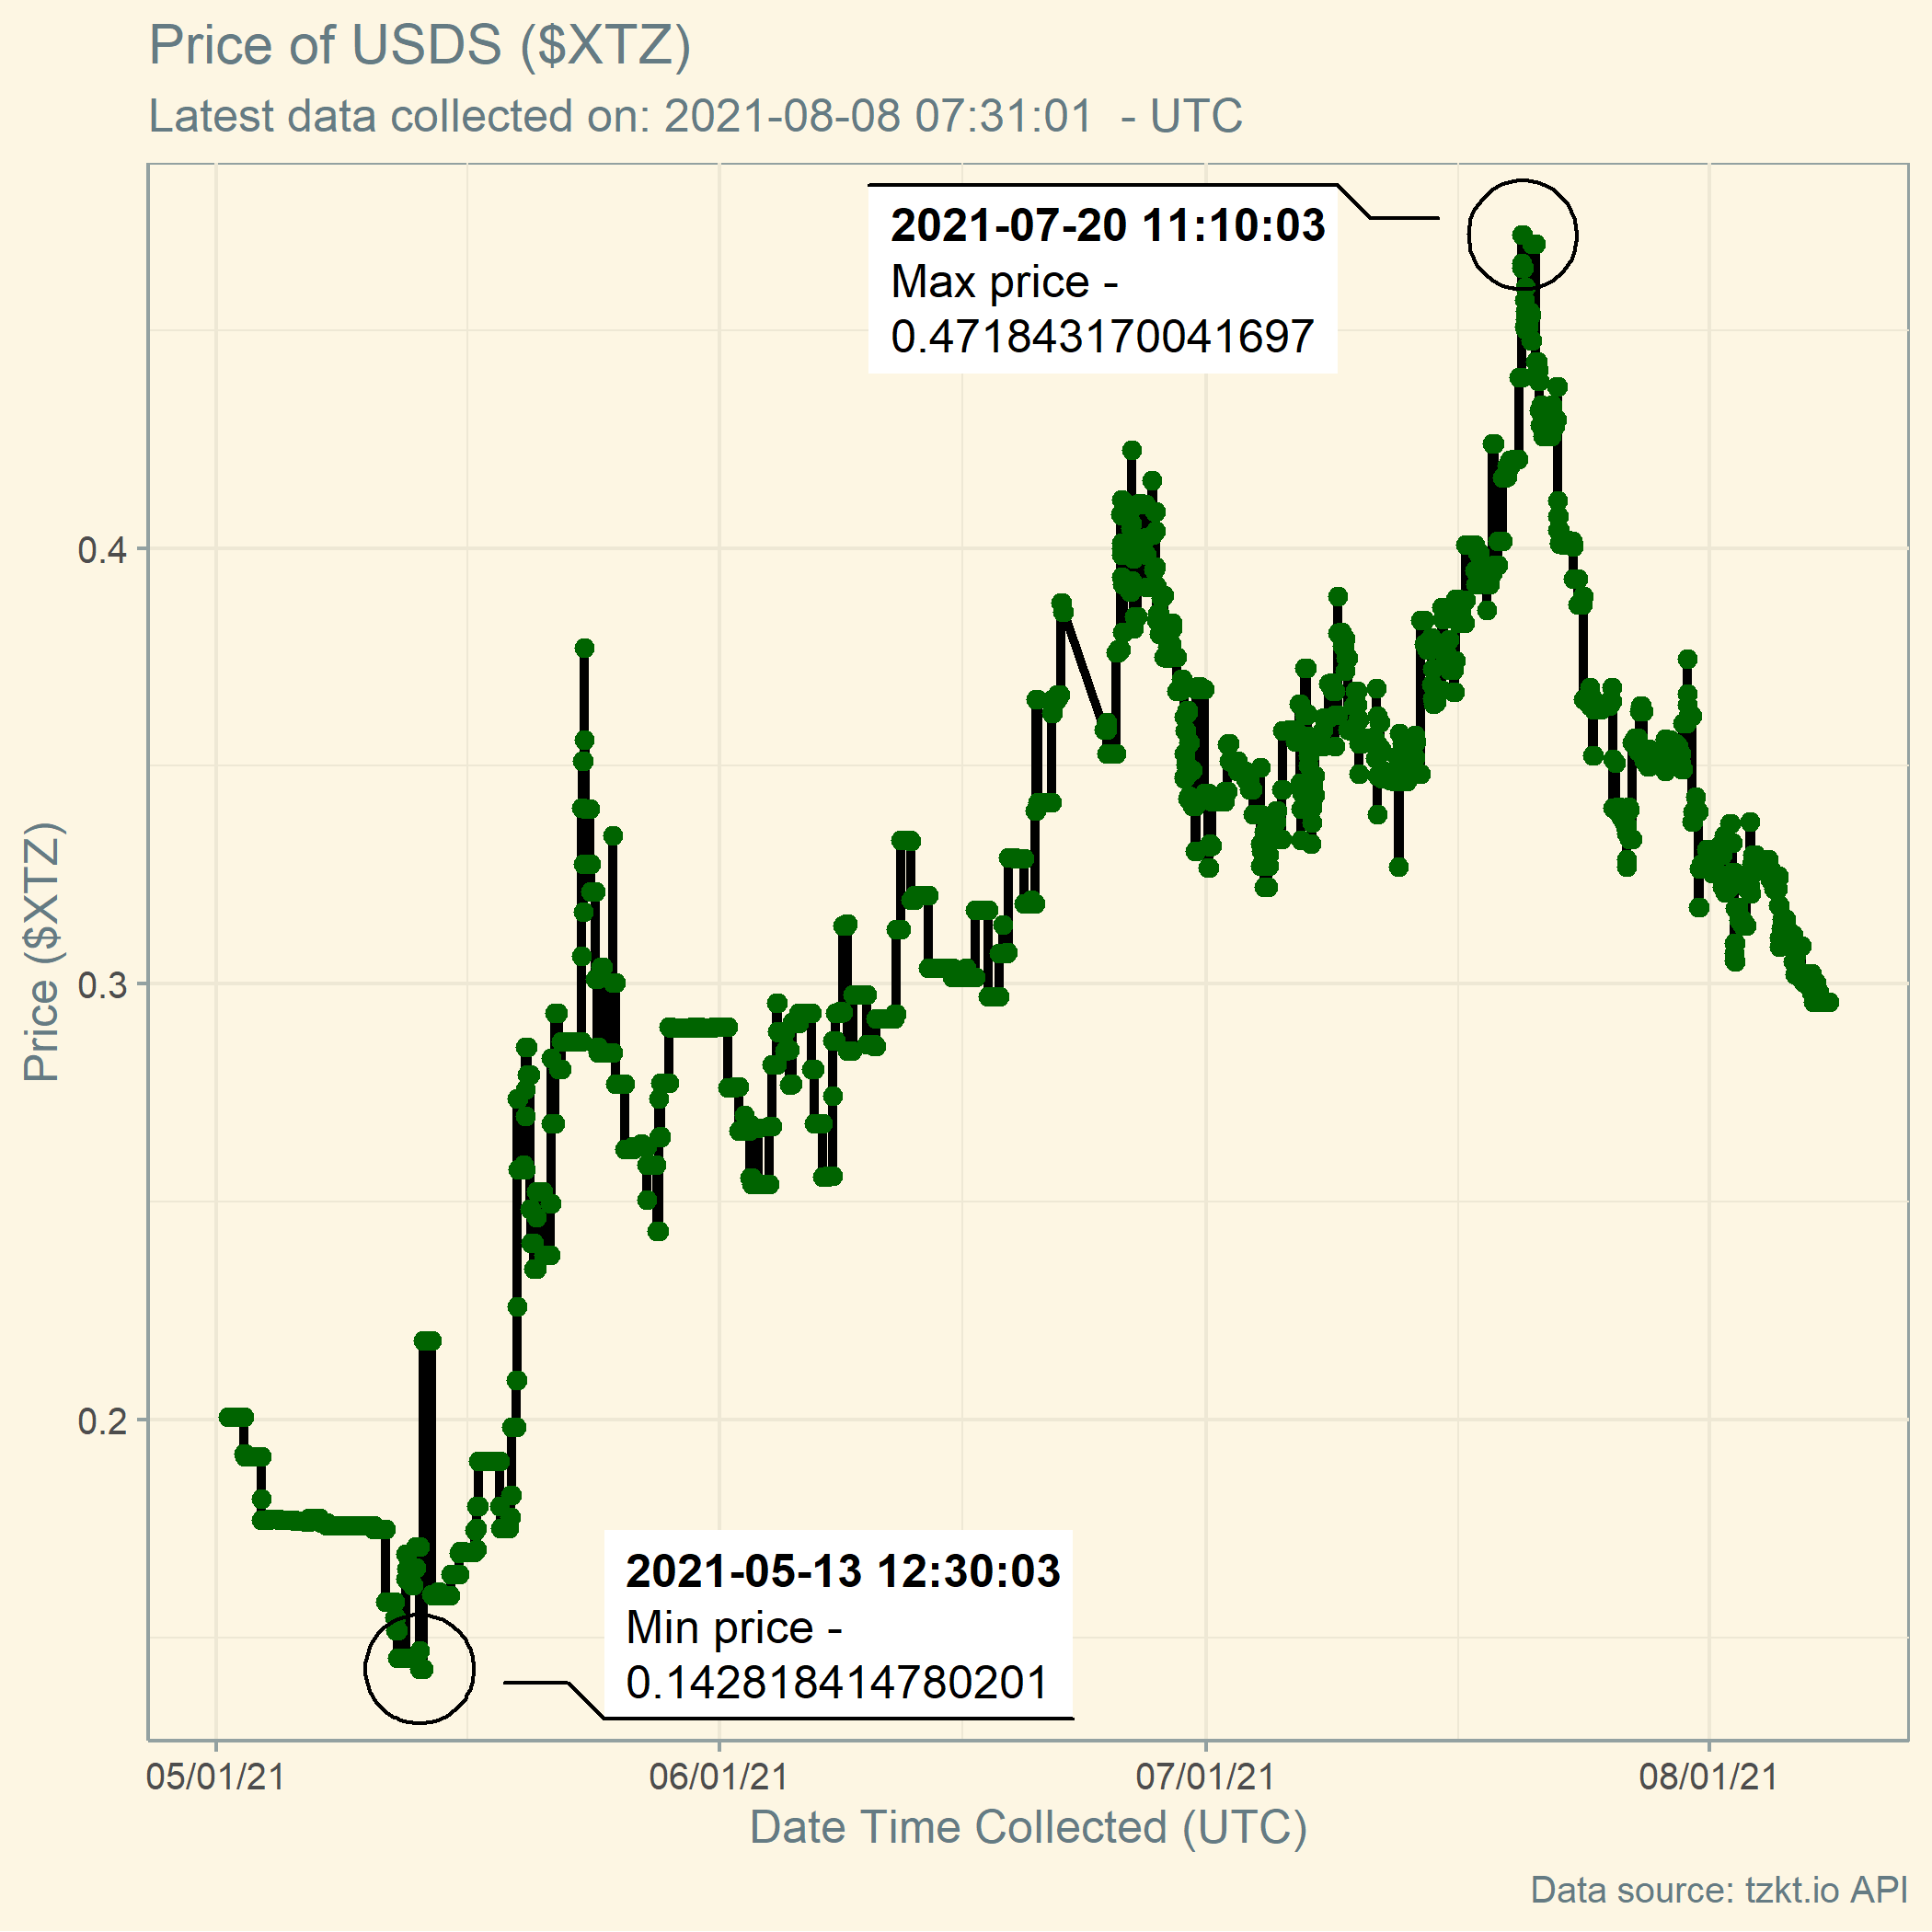 Price of USDS ($XTZ)
Latest data collected on: 2021-08-08 07:31:01  - UTC
2021-07-20 11:10:03
Max price -
0.471843170041697
0.4
0.3
0.2
Price ($XTZ)
2021-05-13 12:30:03
Min price -
0.142818414780201
05/01/21 06/01/21 07/01/21 08/01/21
Date Time Collected (UTC)
Data source: tzkt.io API